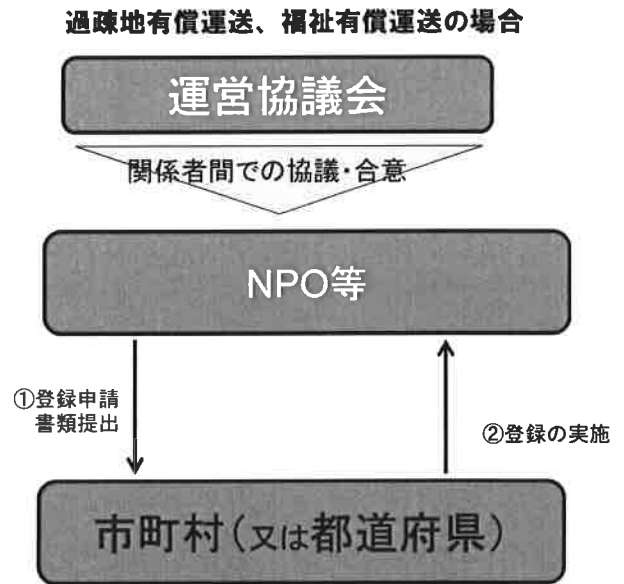 過疎地有償運送、福祉有償運送の場合
運営協議会
関係者間での協議・合意
NPO等
①登録申請
書類提出
②登録の実施
市町村(又は都道府県)